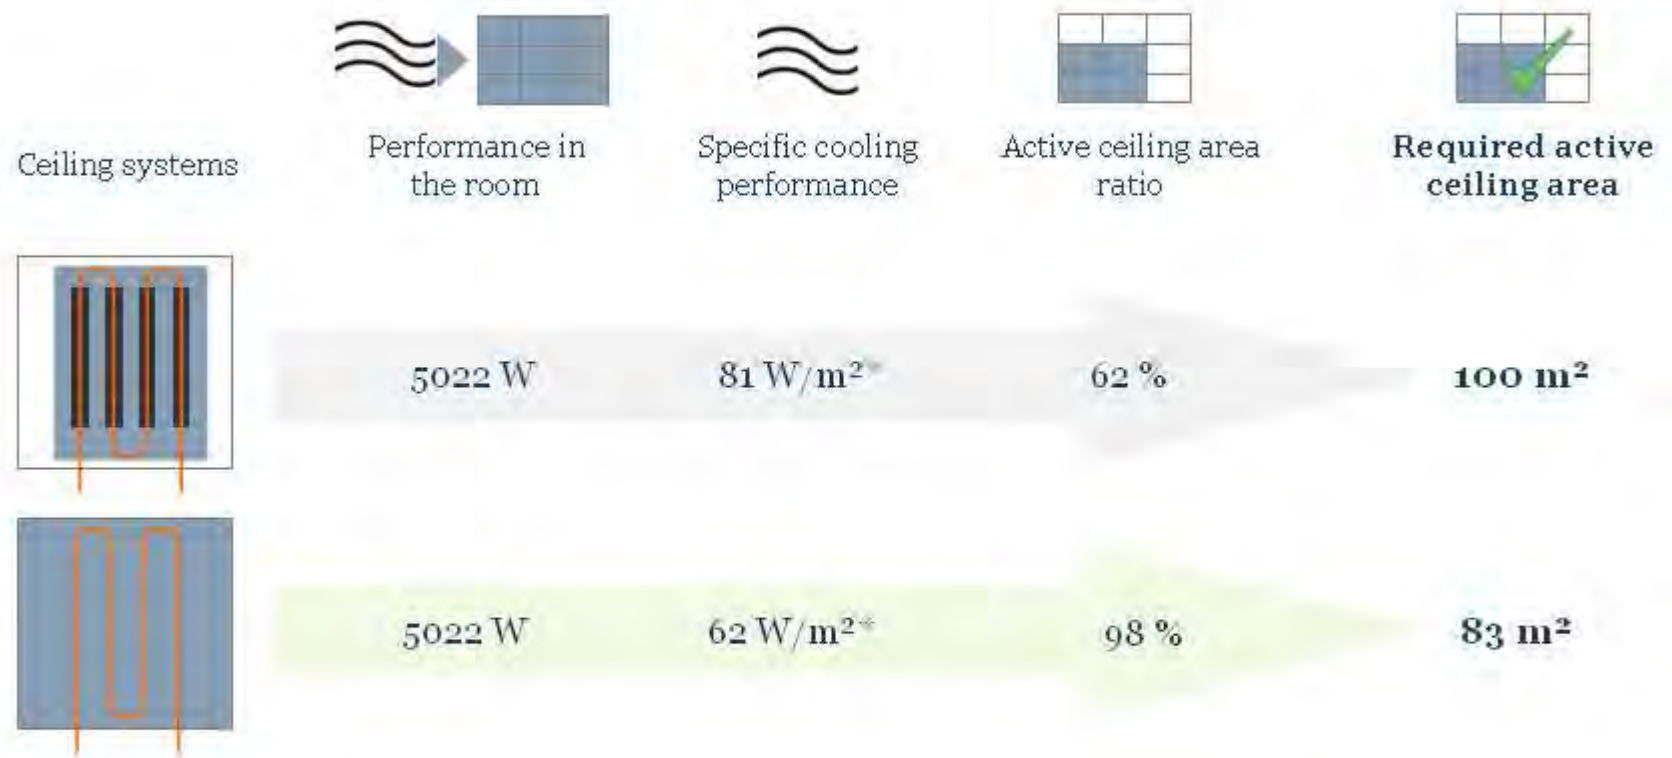 Ceiling systems
Performance in
the room
Specific cooling
performance
Active ceiling area
ratio
Required active
ceiling area
5022 W
81 W/m²*
62 %
100 m²
5022 W
62 W/m²*
98 %
83 m²